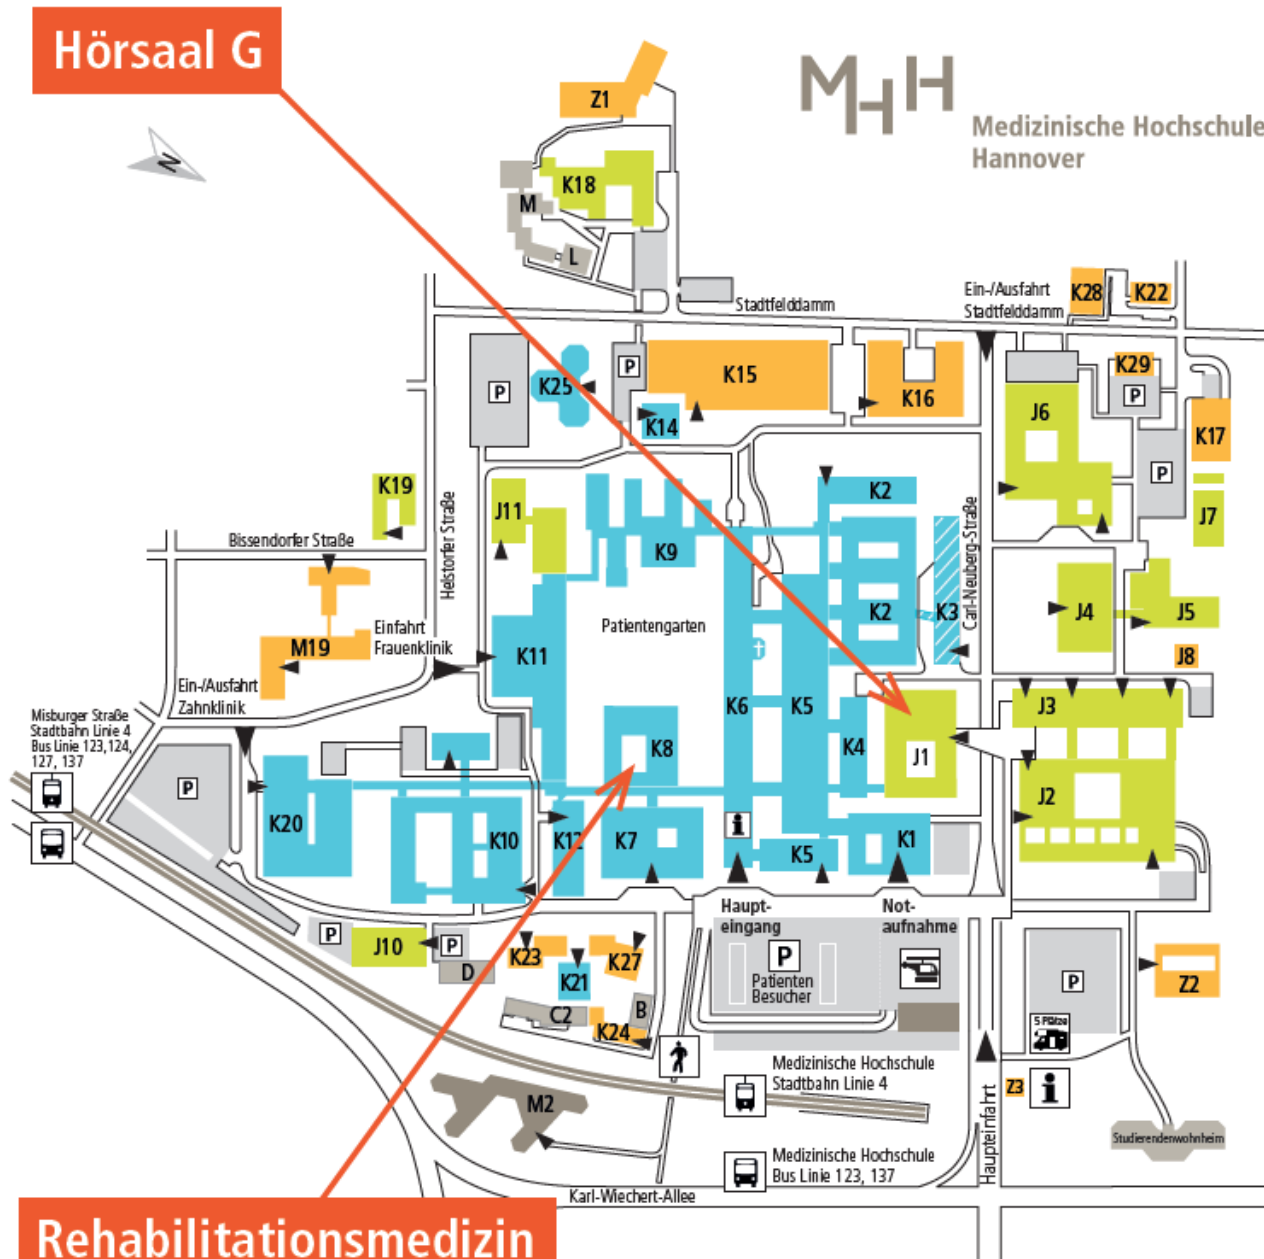 Hörsaal G
MHH
Medizinische Hochschule
Hannover
N
Z1
K18
M
L
Stadtfelddamm
Ein-/Ausfahrt
Stadtfelddamm
K28
K22
P
K25
P
K15
K14
K16
K29
P
J6
K17
P
J7
K19
Bissendorfer Straße
Helstorfer Straße
J11
K9
K2
K2
K3
Carl-Neuberg-Straße
J4
J5
J8
Patientengarten
M19
Einfahrt
Frauenklinik
K11
Ein-/Ausfahrt
Zahnklinik
Misburger Straße
Stadtbahn Linie 4
Bus Linie 123,124,
127, 137
P
K6
K5
K4
K8
J1
J3
J2
K20
K10
K12
K7
i
K5
K1
Haupt-
eingang
Not-
aufnahme
P
Patienten
Besucher
P
J10
P
D
K23
K21
K27
C2
B
K24
P
5 Plätze
Z2
Z3
i
M2
Medizinische Hochschule
Stadtbahn Linie 4
Medizinische Hochschule
Bus Linie 123, 137
Haupteinfahrt
Studierendenwohnheim
Karl-Wiechert-Allee
Rehabilitationsmedizin